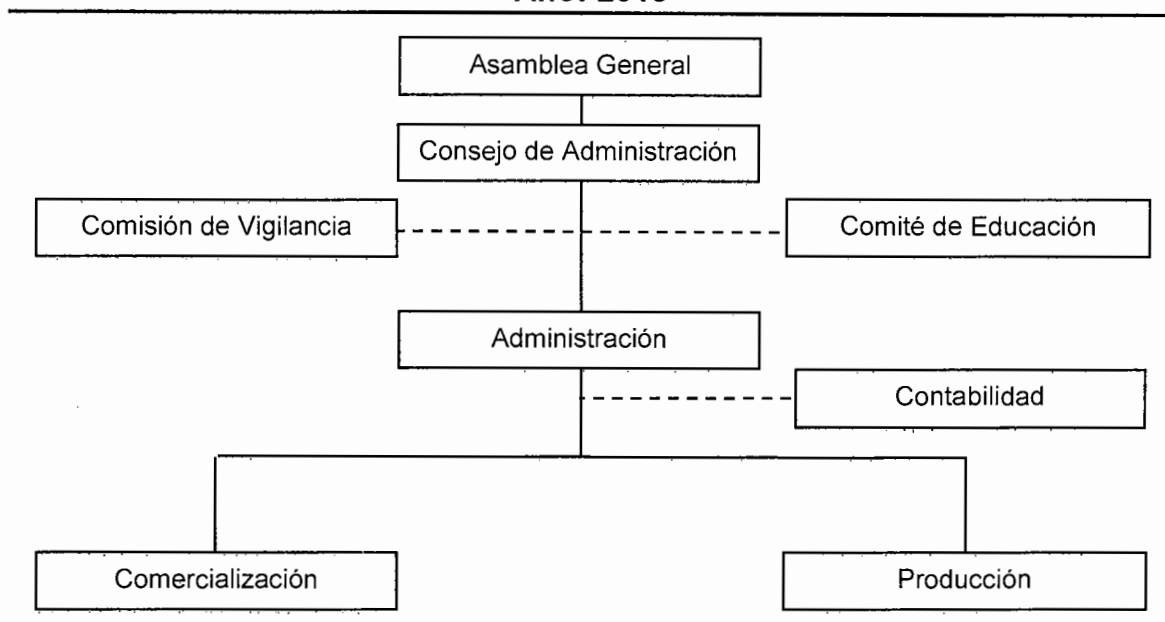 Asamblea General
Consejo de Administración
Comisión de Vigilancia
Comité de Educación
Administración
Contabilidad
Comercialización
Producción